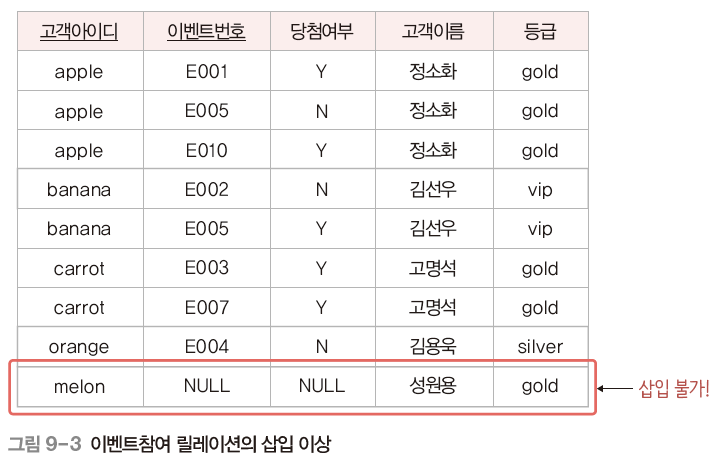 고객아이디 이벤트번호 당첨여부 고객이름 등급
apple E001 Y 정소화 gold
apple E005 N 정소화 gold
apple E010 Y 정소화 gold
banana E002 N 김선우 vip
banana E005 Y 김선우 vip
carrot E003 Y 고명석 gold
carrot E007 Y 고명석 gold
orange E004 N 김용욱 silver
melon NULL NULL 성원용 gold 삽입 불가!
그림 9-3 이벤트참여 릴레이션의 삽입 이상